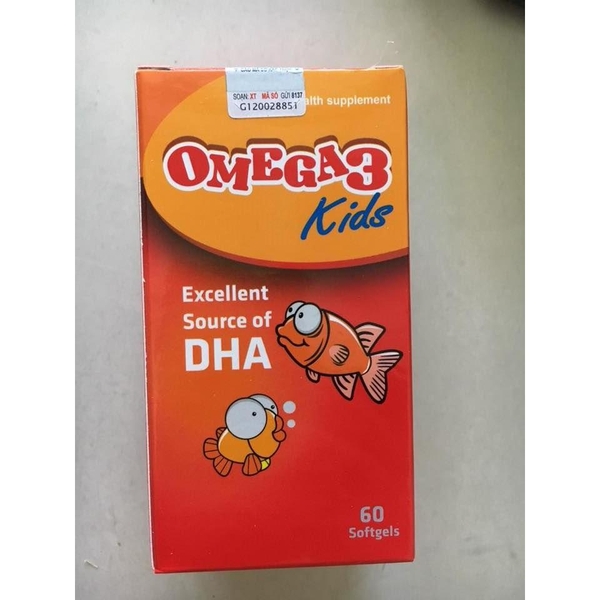 SOẠN: XT MÃ SỐ GỬI 8137
G120028851
alth supplement
OMEGA3
Kids
Excellent
Source of
DHA
60
Softgels